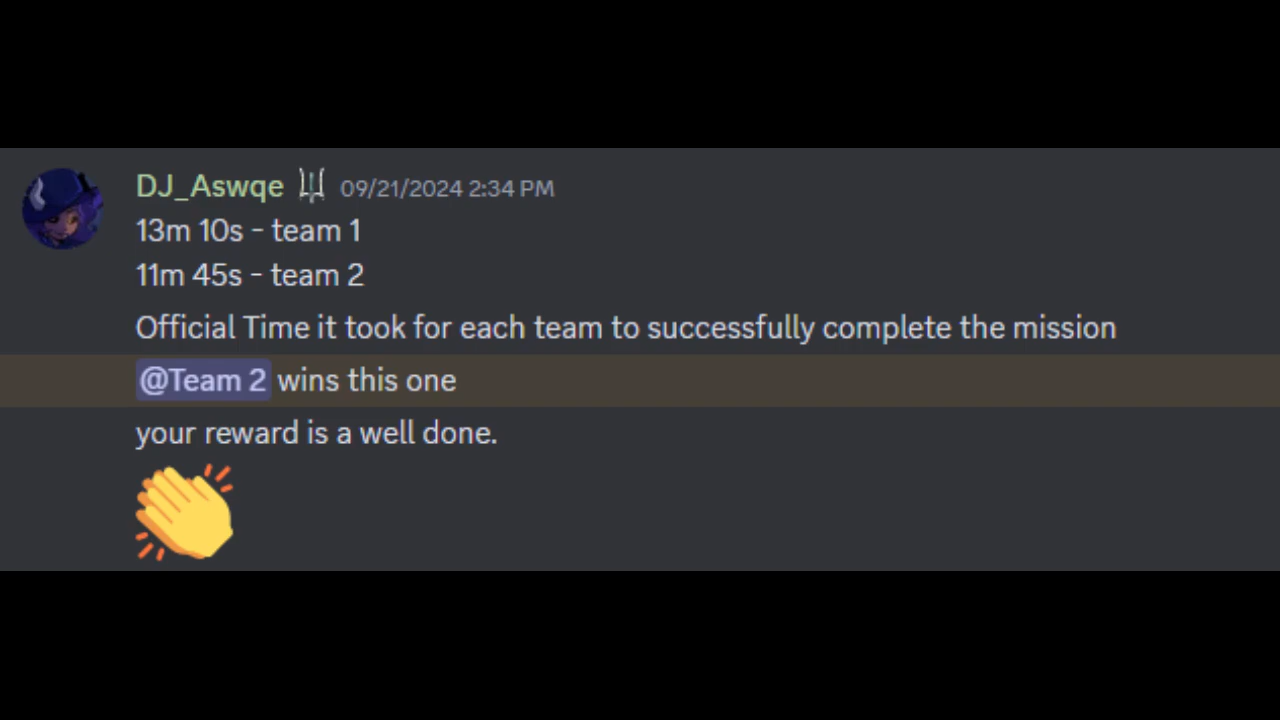 DJ_Aswqe 09/21/2024 2:34 PM
13m 10s - team 1
11m 45s - team 2
Official Time it took for each team to successfully complete the mission
@Team 2 wins this one
your reward is a well done.